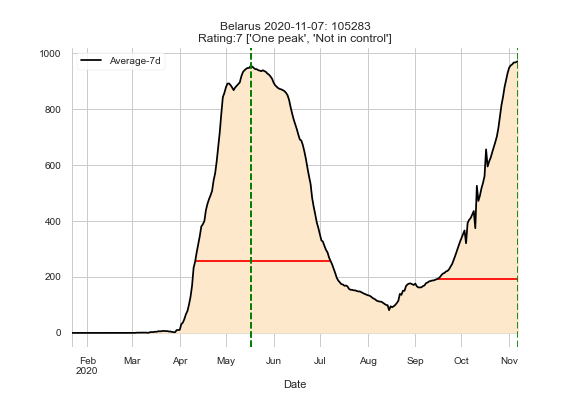 Belarus 2020-11-07: 105283
Rating:7 ['One peak', 'Not in control']
Average-7d
1000
800
600
400
200
0
Feb Mar Apr May Jun Jul Aug Sep Oct Nov
2020
Date